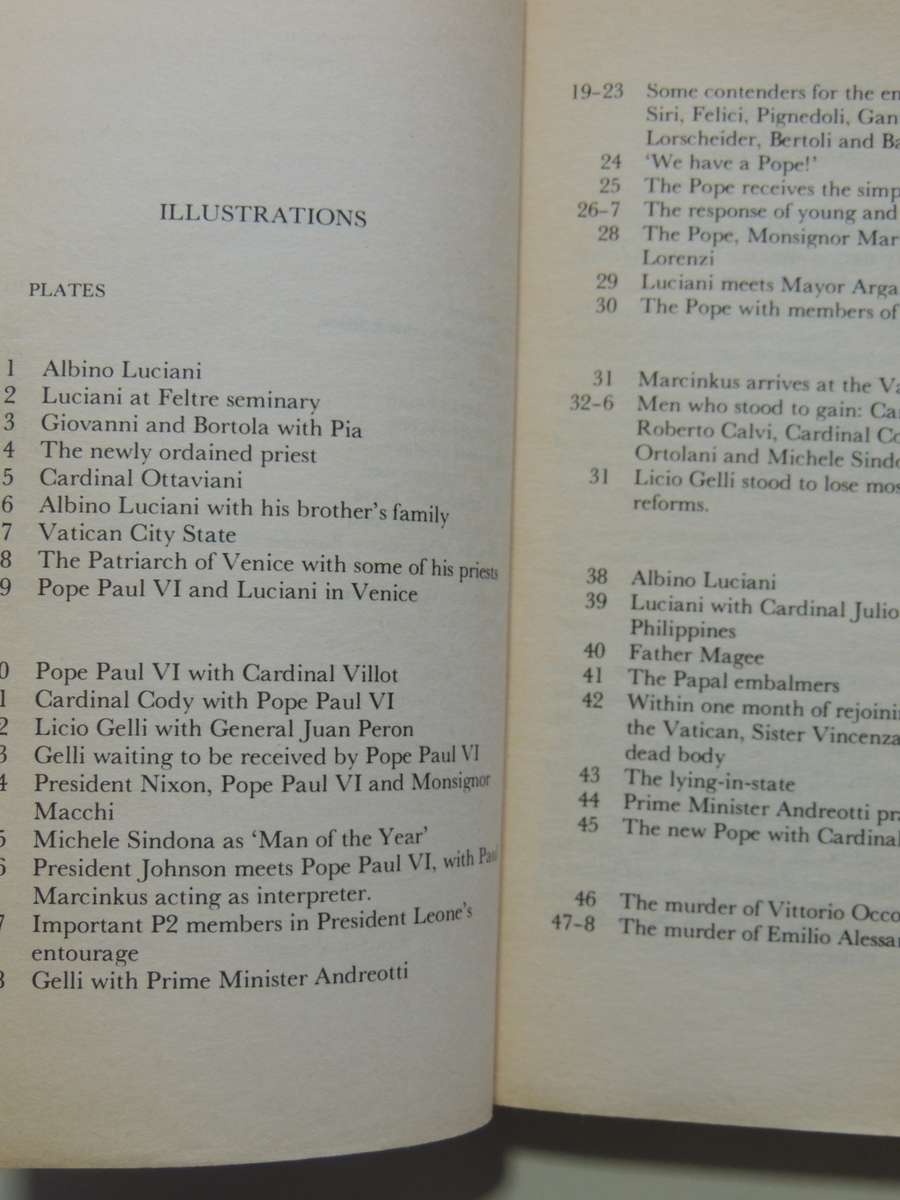 ILLUSTRATIONS
PLATES
1 Albino Luciani
2 Luciani at Feltre seminary
3 Giovanni and Bortola with Pia
4 The newly ordained priest
5 Cardinal Ottaviani
6 Albino Luciani with his brother's family
7 Vatican City State
8 The Patriarch of Venice with some of his priests
9 Pope Paul VI and Luciani in Venice
0 Pope Paul VI with Cardinal Villot
1 Cardinal Cody with Pope Paul VI
2 Licio Gelli with General Juan Peron
3 Gelli waiting to be received by Pope Paul VI
4 President Nixon, Pope Paul VI and Monsignor
Macchi
5 Michele Sindona as 'Man of the Year'
6 President Johnson meets Pope Paul VI, with Paul
Marcinkus acting as interpreter.
7 Important P2 members in President Leone's
entourage
8 Gelli with Prime Minister Andreotti
19–23 Some contenders for the
Siri, Felici, Pignedoli,
Lorscheider, Bertoli and
24 'We have a Pope!'
25 The Pope receives the
26–7 The response of young and
28 The Pope, Monsignor
Lorenzi
29 Luciani meets Mayor
30 The Pope with members of
31 Marcinkus arrives at the
32–6 Men who stood to gain:
Roberto Calvi, Cardinal
Ortolani and Michele
31 Licio Gelli stood to lose
reforms.
38 Albino Luciani
39 Luciani with Cardinal Julio
Philippines
40 Father Magee
41 The Papal embalmers
42 Within one month of
the Vatican, Sister Vincenza
dead body
43 The lying-in-state
44 Prime Minister Andreotti
45 The new Pope with Cardinal
46 The murder of Vittorio
47–8 The murder of Emilio